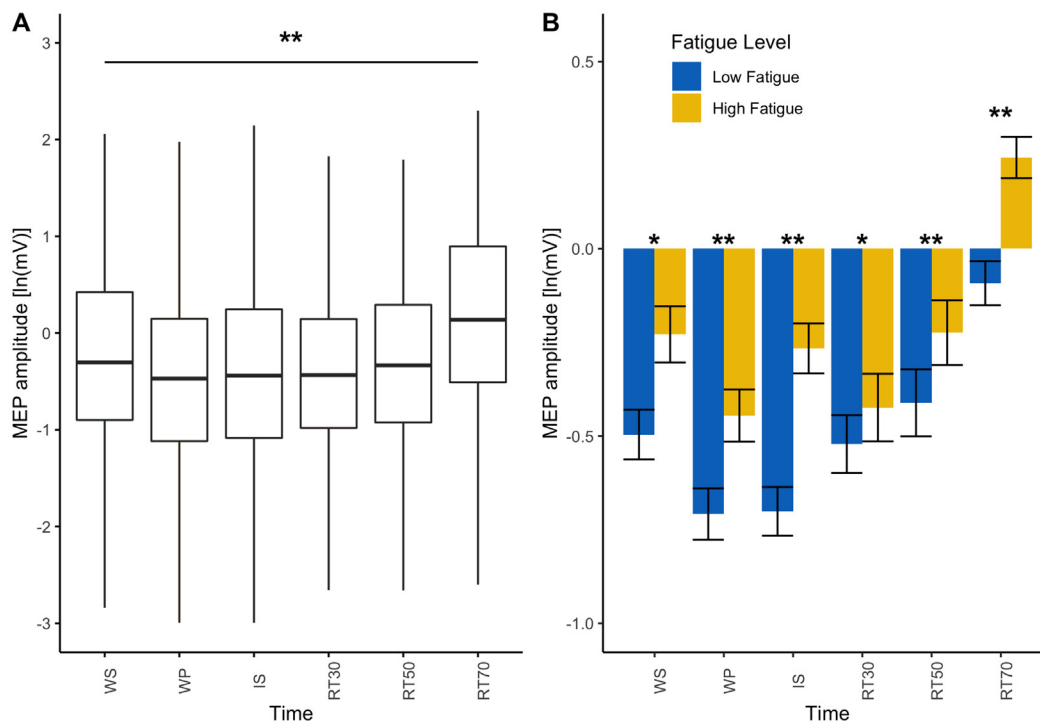 A
**
3
2
1
0
-1
-2
-3
MEP amplitude [ln(mV)]
WS
WP
IS
RT30
RT50
RT70
Time
B
Fatigue Level
Low Fatigue
High Fatigue
**
*
**
**
*
**
0.5
0.0
-0.5
-1.0
MEP amplitude [ln(mV)]
WS
WP
IS
RT30
RT50
RT70
Time